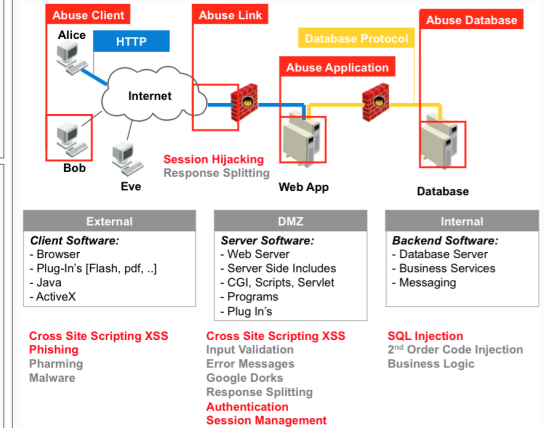 Abuse Client
Abuse Link
Abuse Database
Alice
HTTP
Database Protocol
Abuse Application
Internet
Bob
Eve
Session Hijacking
Response Splitting
Web App
Database
External
Client Software:
- Browser
- Plug-In's [Flash, pdf, ..]
- Java
- ActiveX
DMZ
Server Software:
- Web Server
- Server Side Includes
- CGI, Scripts, Servlet
- Programs
- Plug In's
Internal
Backend Software:
- Database Server
- Business Services
- Messaging
Cross Site Scripting XSS
Phishing
Pharming
Malware
Cross Site Scripting XSS
Input Validation
Error Messages
Google Dorks
Response Splitting
Authentication
Session Management
SQL Injection
2nd Order Code Injection
Business Logic